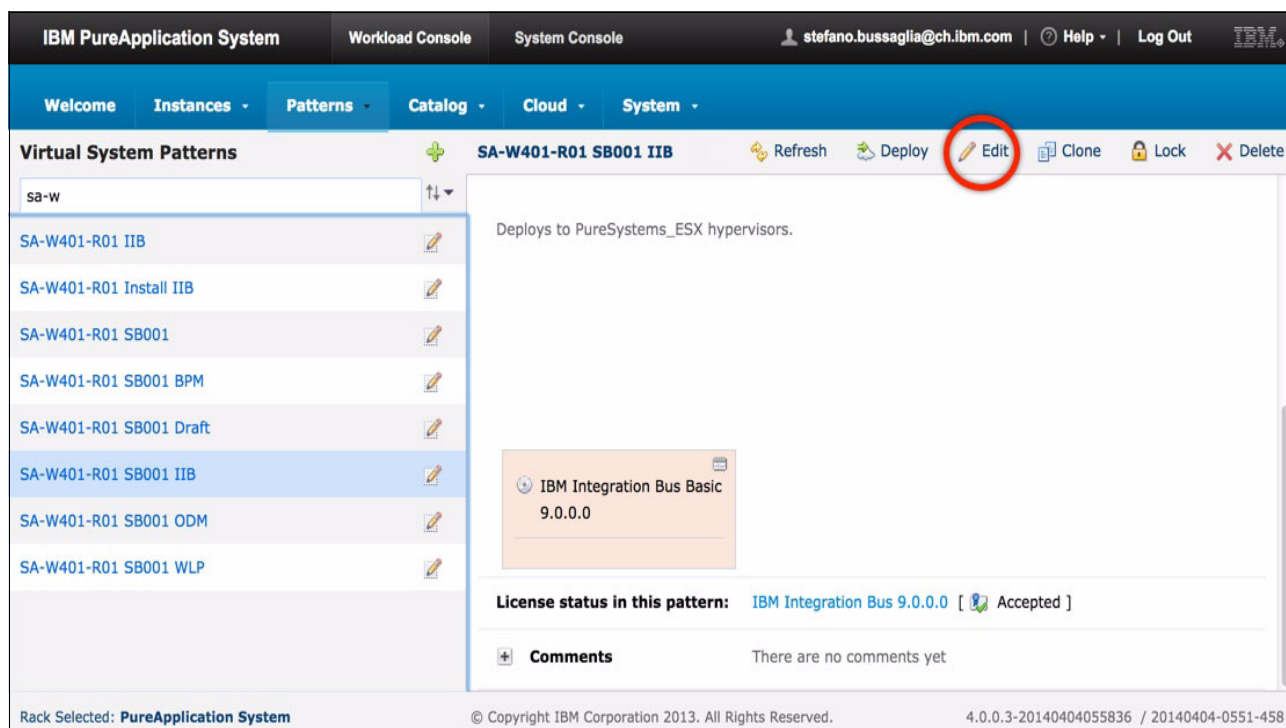 IBM PureApplication System Workload Console System Console stefano.bussaglia@ch.ibm.com | Help | Log Out IBM
Welcome Instances Patterns Catalog Cloud System
Virtual System Patterns
sa-w
SA-W401-R01 IIB
SA-W401-R01 Install IIB
SA-W401-R01 SB001
SA-W401-R01 SB001 BPM
SA-W401-R01 SB001 Draft
SA-W401-R01 SB001 IIB
SA-W401-R01 SB001 ODM
SA-W401-R01 SB001 WLP
SA-W401-R01 SB001 IIB Refresh Deploy Edit Clone Lock Delete
Deploys to PureSystems_ESX hypervisors.
IBM Integration Bus Basic
9.0.0.0
License status in this pattern: IBM Integration Bus 9.0.0.0 [ Accepted ]
Comments There are no comments yet
Rack Selected: PureApplication System © Copyright IBM Corporation 2013. All Rights Reserved. 4.0.0.3-20140404055836 / 20140404-0551-458